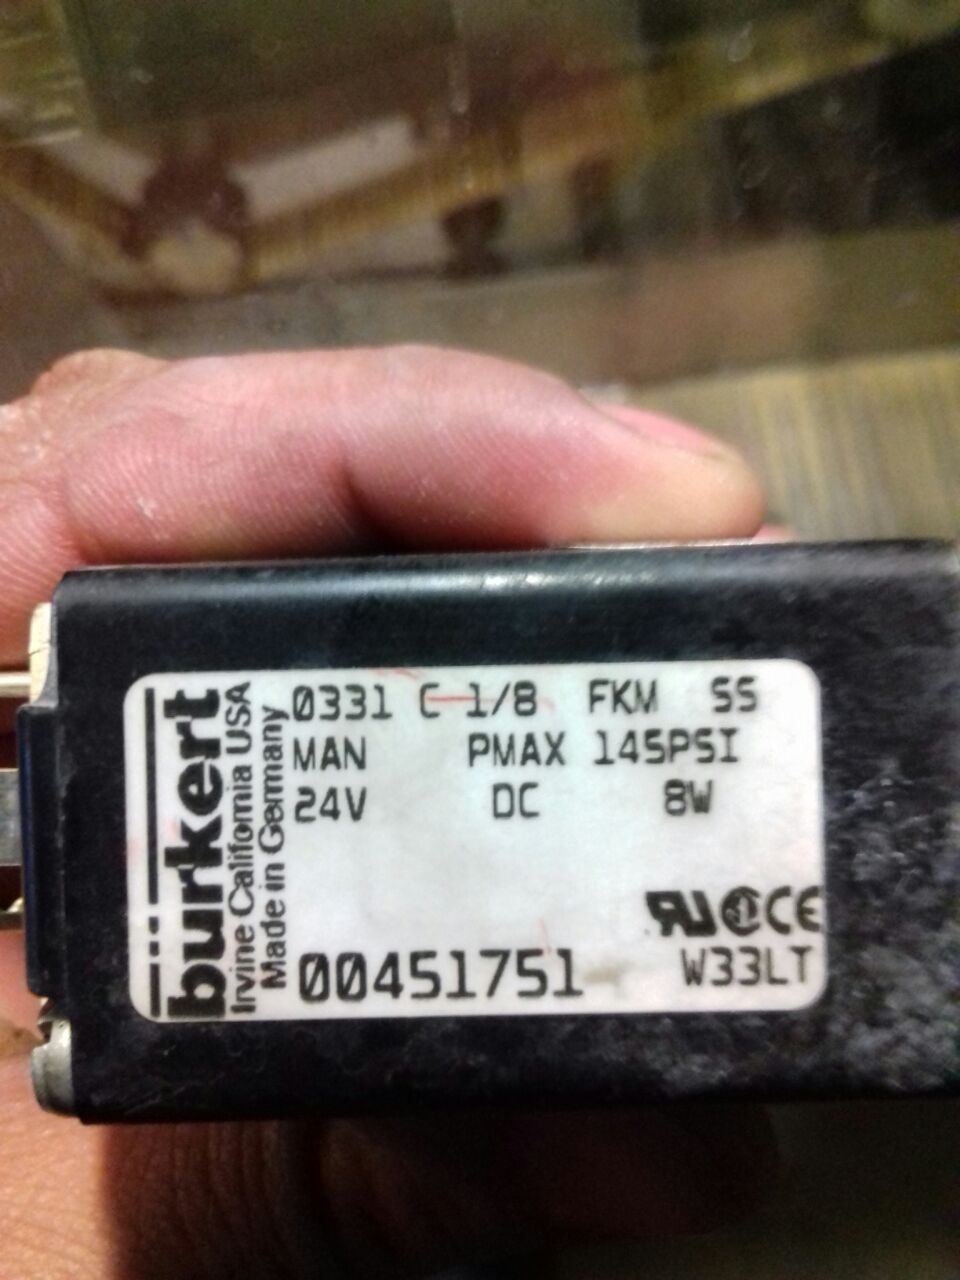 burkert
Irvine California USA
Made in Germany
0331 C 1/8 FKM SS
MAN PMAX 145PSI
24V DC 8W
CE
00451751 W33LT